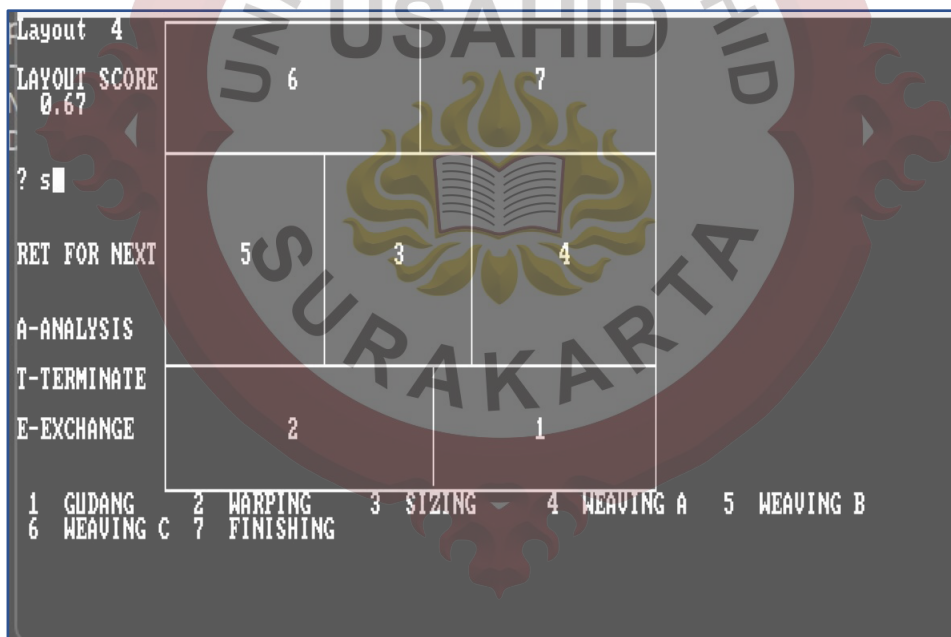 Layout 4
LAYOUT SCORE
0.67
? s
RET FOR NEXT
A-ANALYSIS
T-TERMINATE
E-EXCHANGE
6 7
5 3 4
2 1
1 GUDANG 2 WARPING 3 SIZING 4 WEAVING A 5 WEAVING B
6 WEAVING C 7 FINISHING
USAHID
SURAKARTA